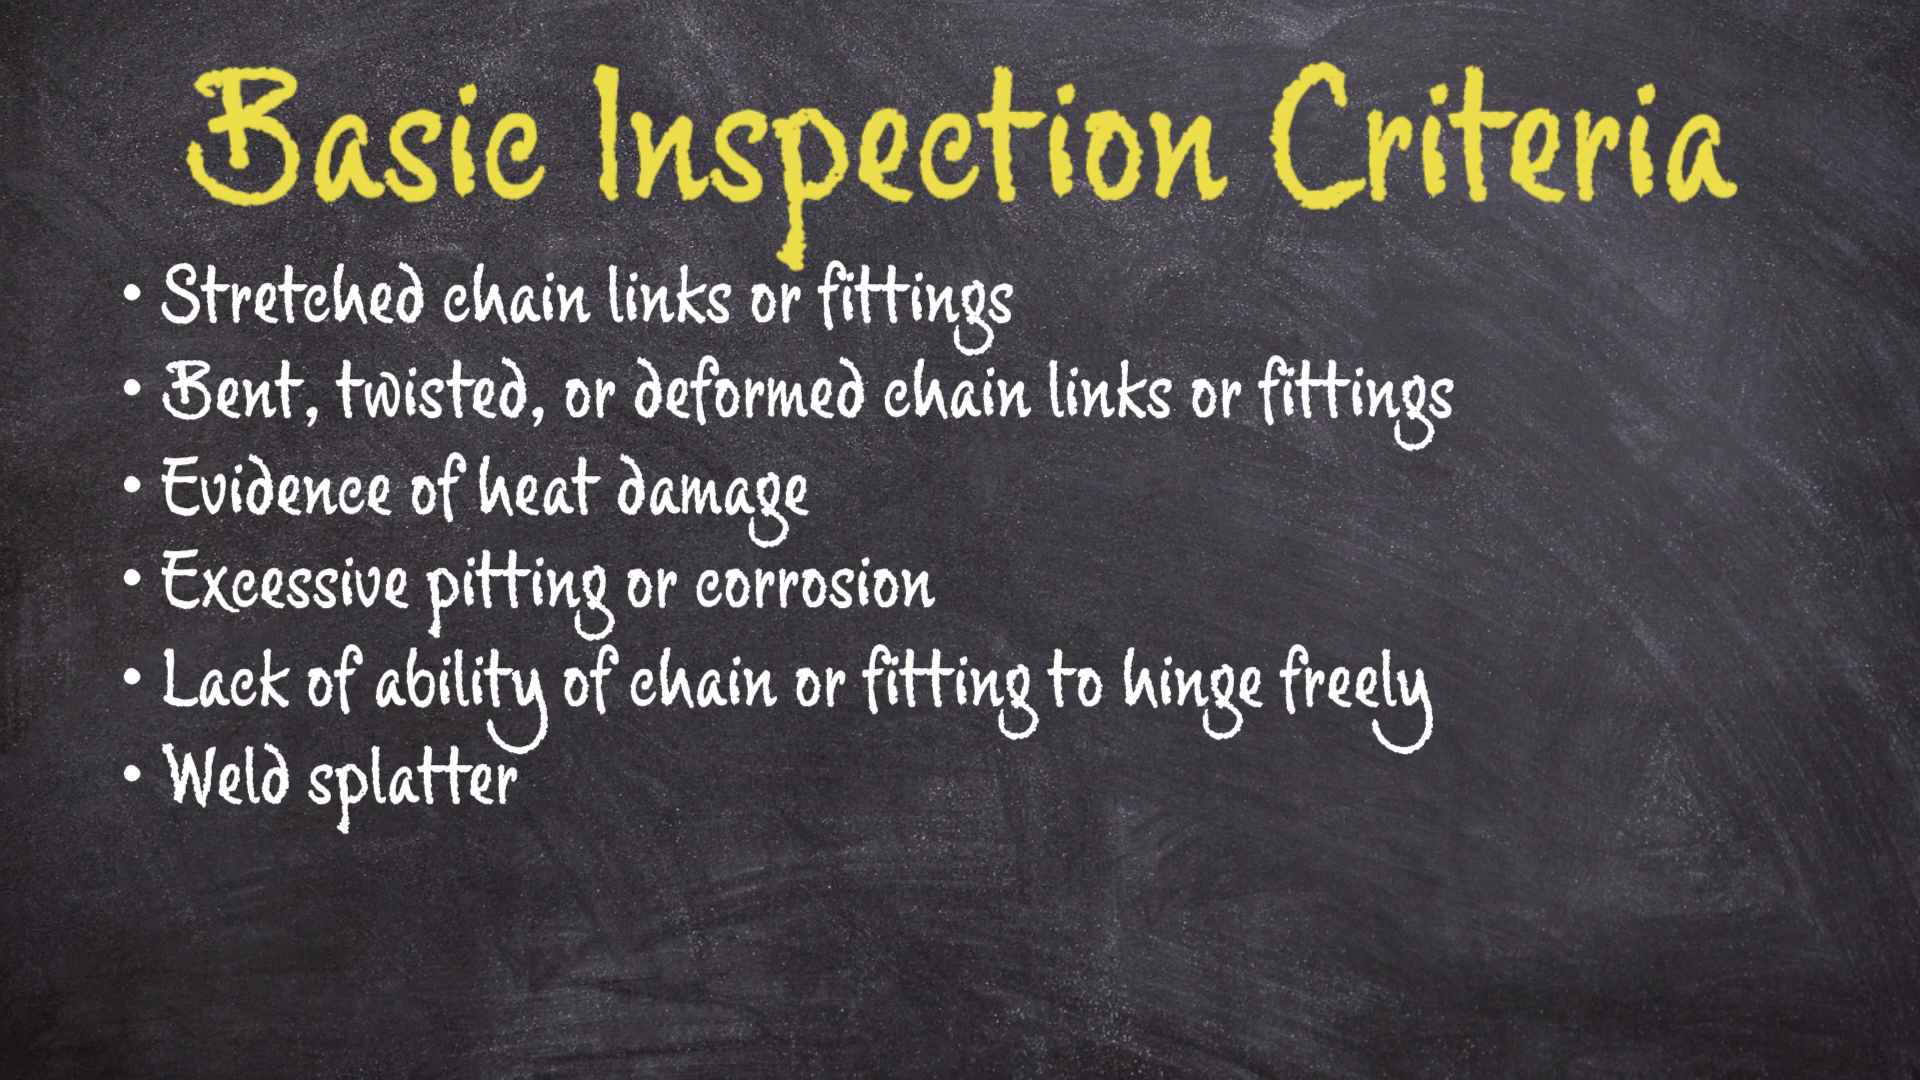 Basic Inspection Criteria
• Stretched chain links or fittings
• Bent, twisted, or deformed chain links or fittings
• Evidence of heat damage
• Excessive pitting or corrosion
• Lack of ability of chain or fitting to hinge freely
• Weld splatter